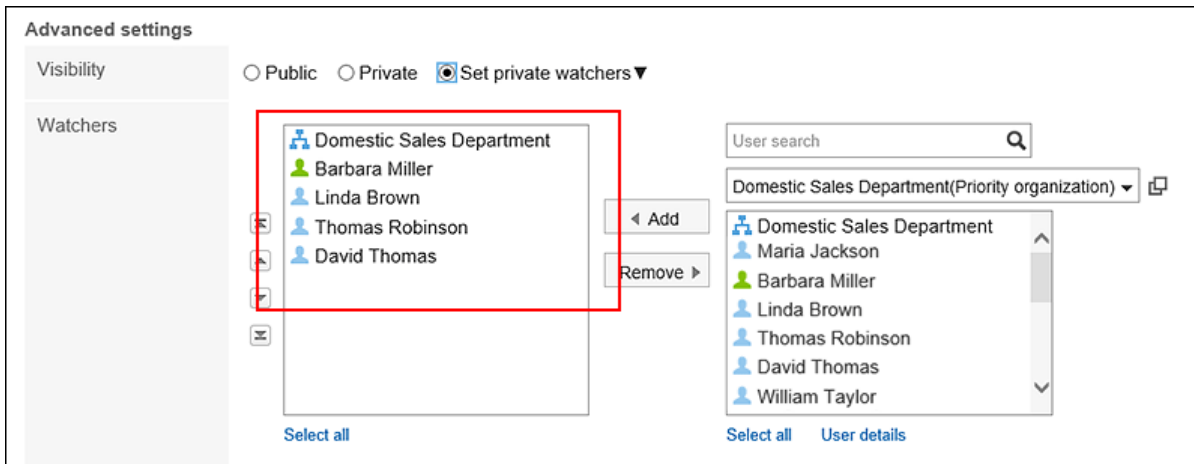 Advanced settings
Visibility
Public Private Set private watchers▼
Watchers
Domestic Sales Department
Barbara Miller
Linda Brown
Thomas Robinson
David Thomas
Select all
Add
Remove
User search
Domestic Sales Department(Priority organization)
Domestic Sales Department
Maria Jackson
Barbara Miller
Linda Brown
Thomas Robinson
David Thomas
William Taylor
Select all User details